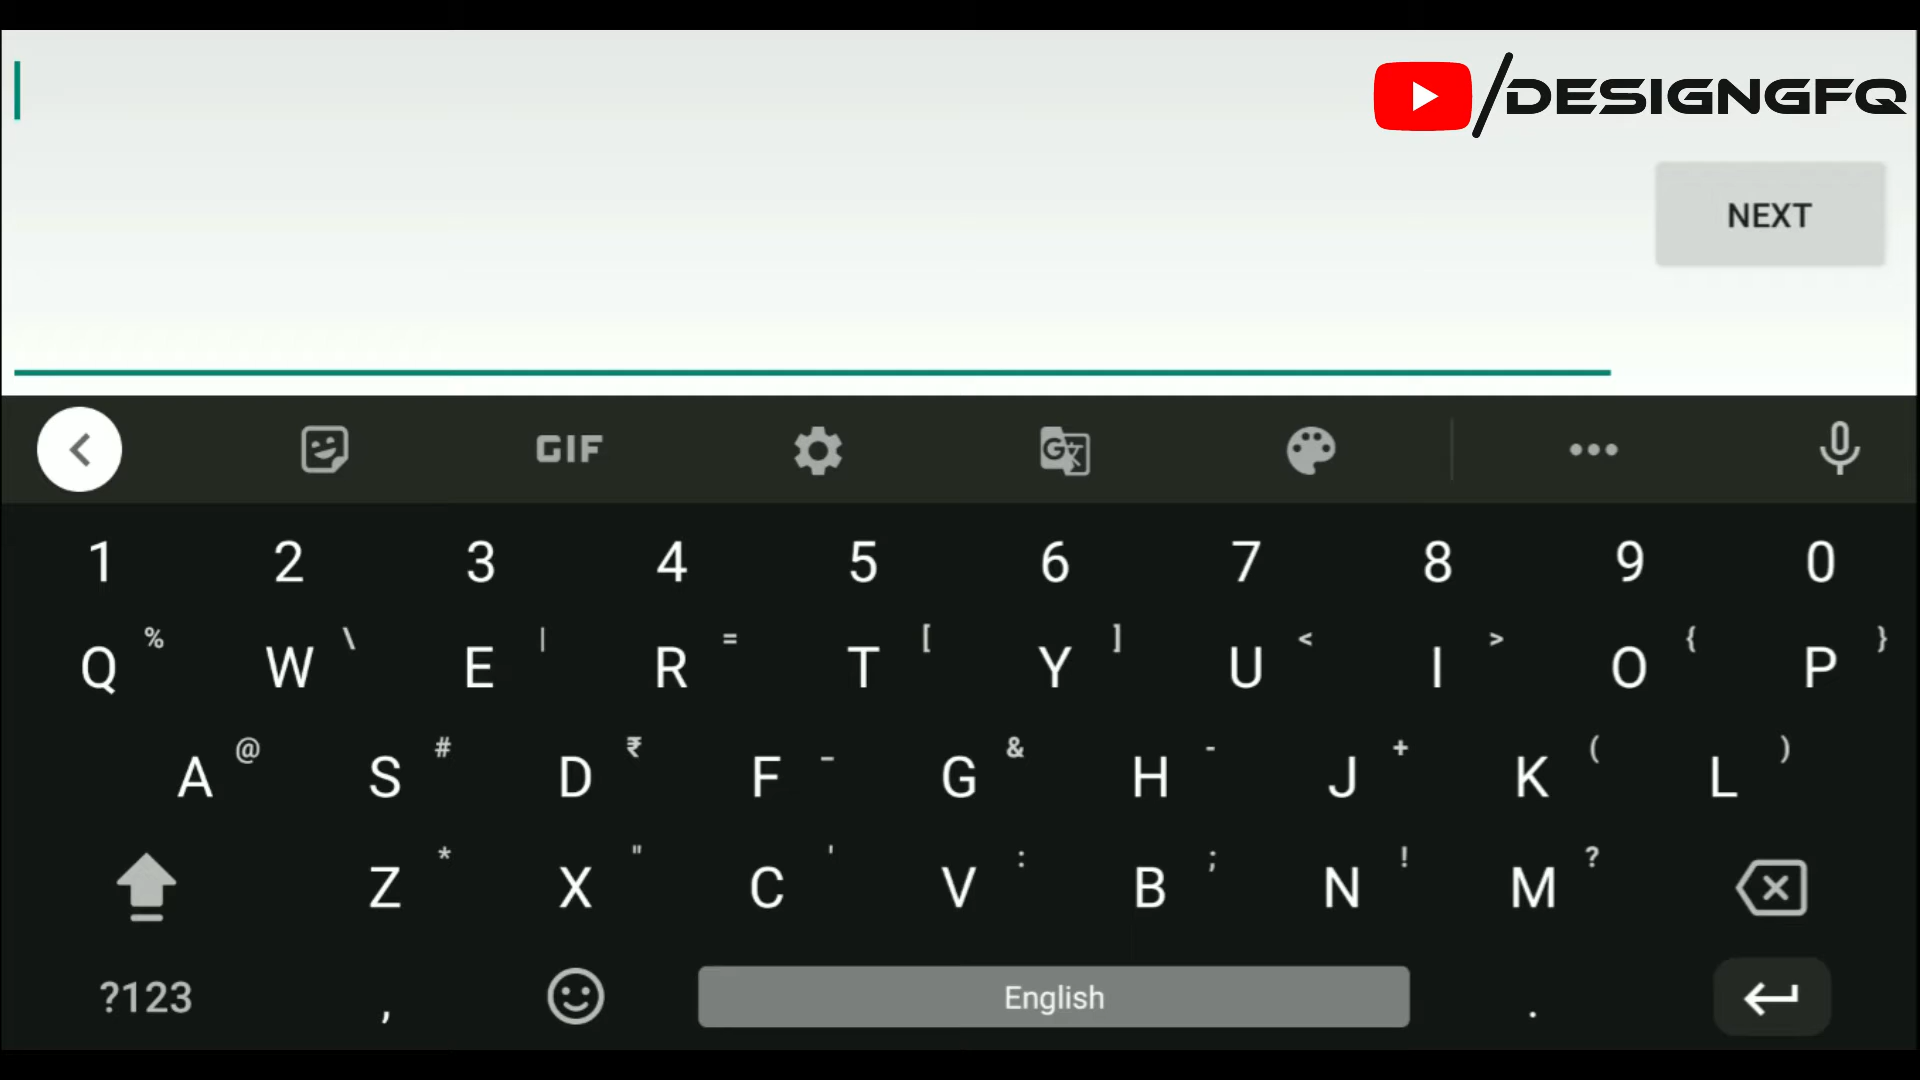 /DESIGNGFQ
NEXT
GIF
1 2 3 4 5 6 7 8 9 0
Q % W \ E | R = T [ Y ] U < I > O { P }
A @ S # D ₹ F _ G & H - J + K ( L )
Z * X " C ' V : B ; N ! M ?
?123 , English .